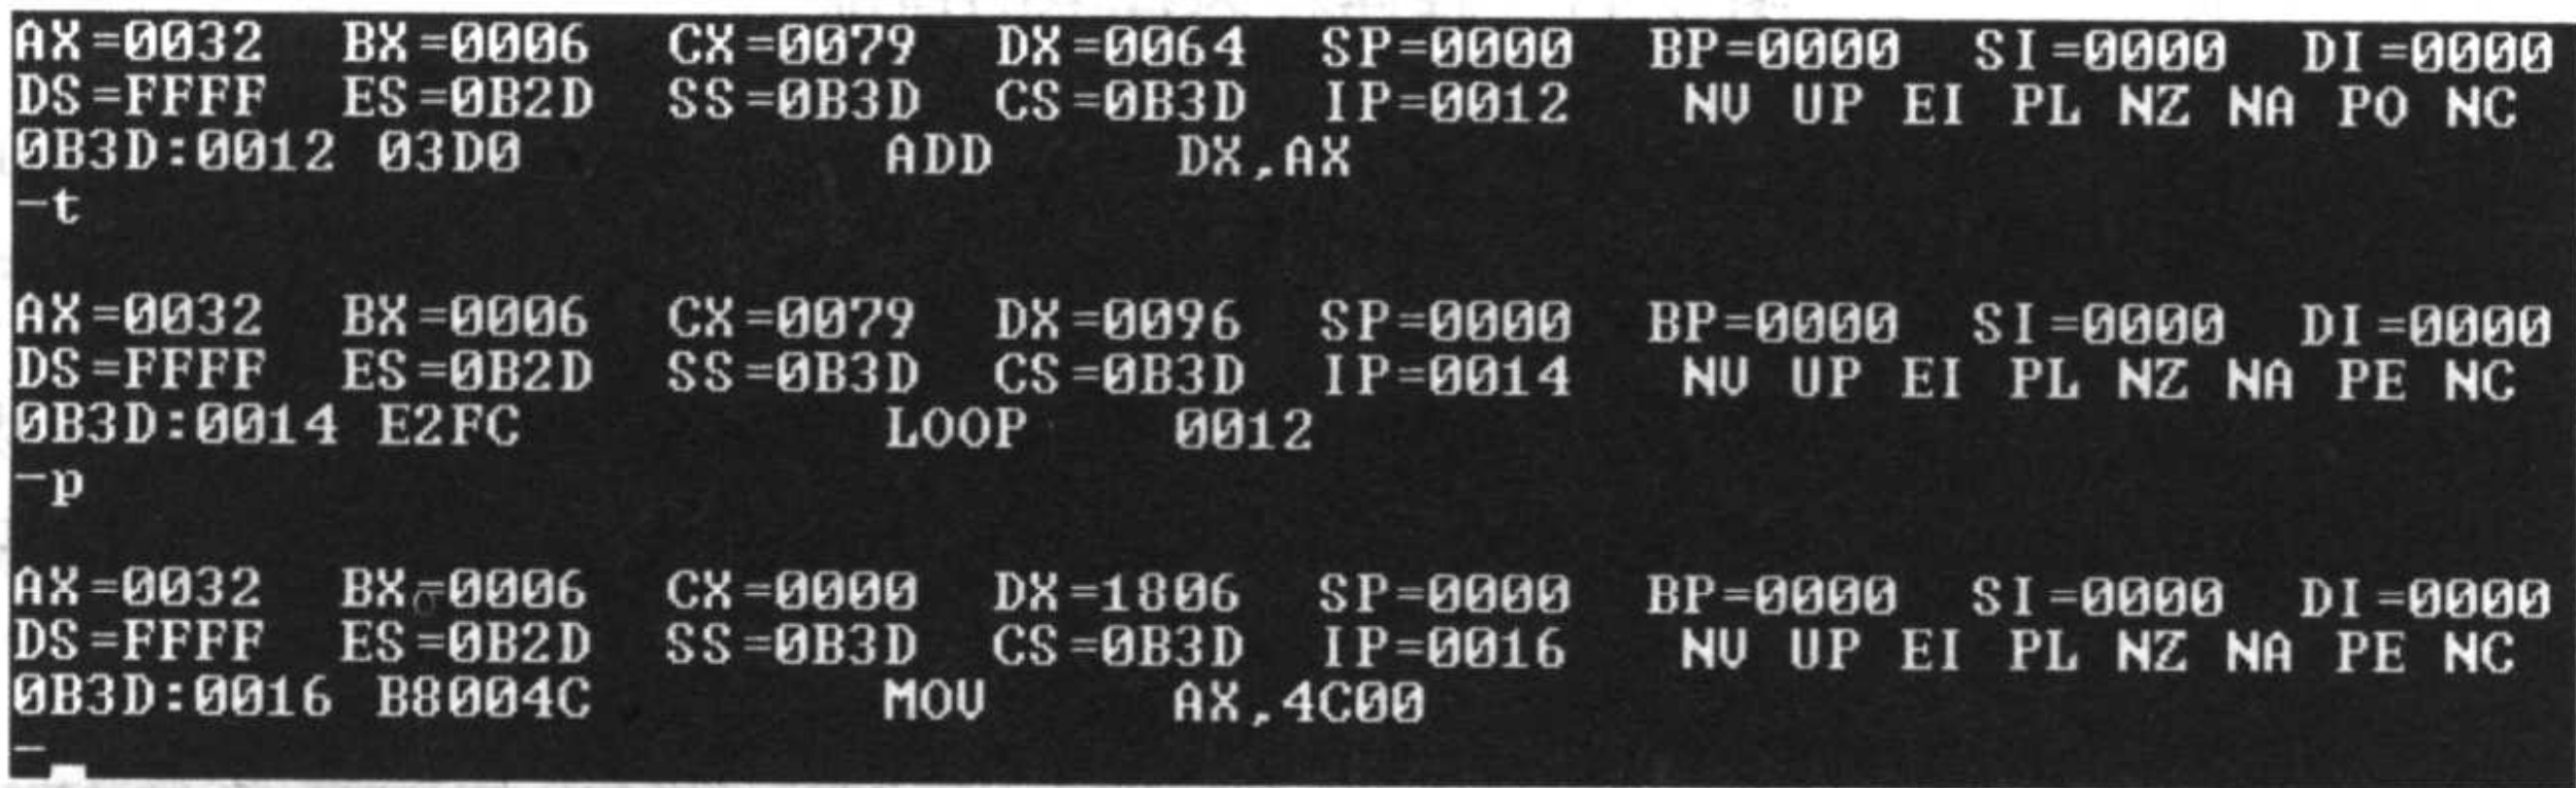 AX=0032 BX=0006 CX=0079 DX=0064 SP=0000 BP=0000 SI=0000 DI=0000
DS=FFFF ES=0B2D SS=0B3D CS=0B3D IP=0012 NV UP EI PL NZ NA PO NC
0B3D:0012 03D0 ADD DX,AX
-t
AX=0032 BX=0006 CX=0079 DX=0096 SP=0000 BP=0000 SI=0000 DI=0000
DS=FFFF ES=0B2D SS=0B3D CS=0B3D IP=0014 NV UP EI PL NZ NA PE NC
0B3D:0014 E2FC LOOP 0012
-p
AX=0032 BX=0006 CX=0000 DX=1806 SP=0000 BP=0000 SI=0000 DI=0000
DS=FFFF ES=0B2D SS=0B3D CS=0B3D IP=0016 NV UP EI PL NZ NA PE NC
0B3D:0016 B8004C MOV AX,4C00
-